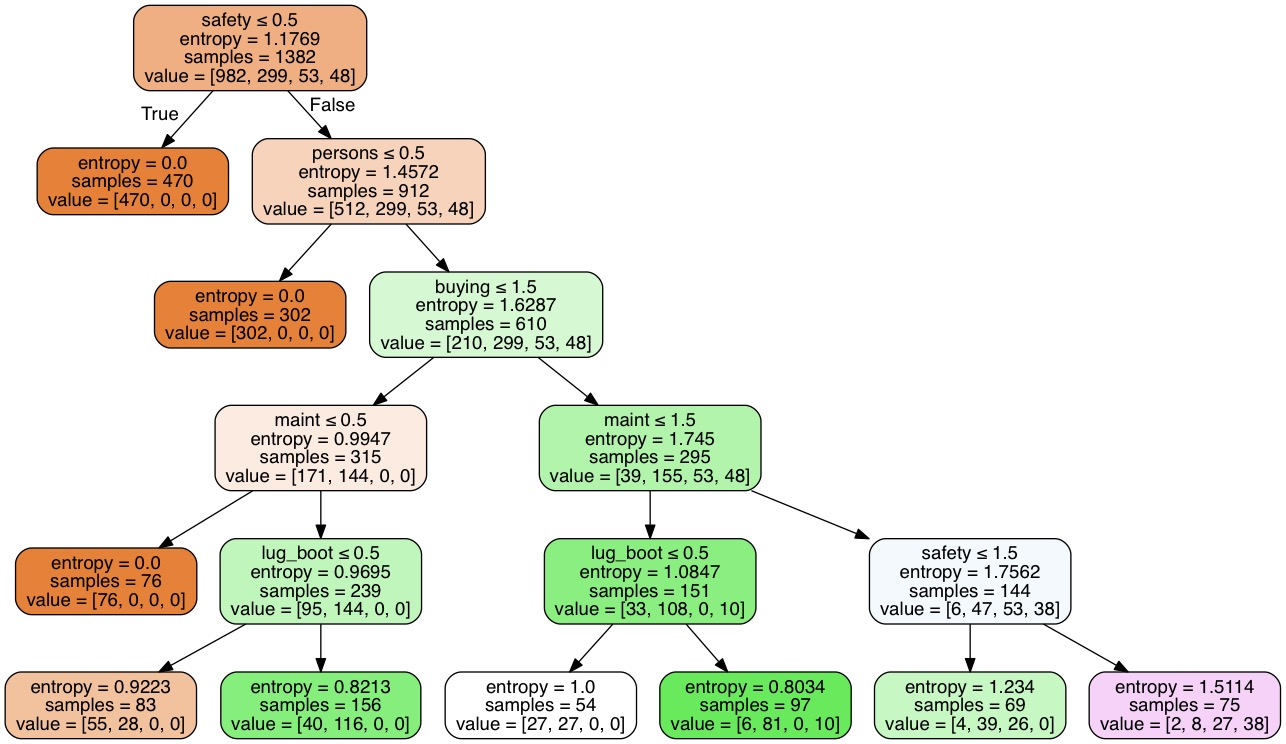 safety ≤ 0.5
entropy = 1.1769
samples = 1382
value = [982, 299, 53, 48]
True
False
entropy = 0.0
samples = 470
value = [470, 0, 0, 0]
persons ≤ 0.5
entropy = 1.4572
samples = 912
value = [512, 299, 53, 48]
entropy = 0.0
samples = 302
value = [302, 0, 0, 0]
buying ≤ 1.5
entropy = 1.6287
samples = 610
value = [210, 299, 53, 48]
maint ≤ 0.5
entropy = 0.9947
samples = 315
value = [171, 144, 0, 0]
maint ≤ 1.5
entropy = 1.745
samples = 295
value = [39, 155, 53, 48]
entropy = 0.0
samples = 76
value = [76, 0, 0, 0]
lug_boot ≤ 0.5
entropy = 0.9695
samples = 239
value = [95, 144, 0, 0]
lug_boot ≤ 0.5
entropy = 1.0847
samples = 151
value = [33, 108, 0, 10]
safety ≤ 1.5
entropy = 1.7562
samples = 144
value = [6, 47, 53, 38]
entropy = 0.9223
samples = 83
value = [55, 28, 0, 0]
entropy = 0.8213
samples = 156
value = [40, 116, 0, 0]
entropy = 1.0
samples = 54
value = [27, 27, 0, 0]
entropy = 0.8034
samples = 97
value = [6, 81, 0, 10]
entropy = 1.234
samples = 69
value = [4, 39, 26, 0]
entropy = 1.5114
samples = 75
value = [2, 8, 27, 38]